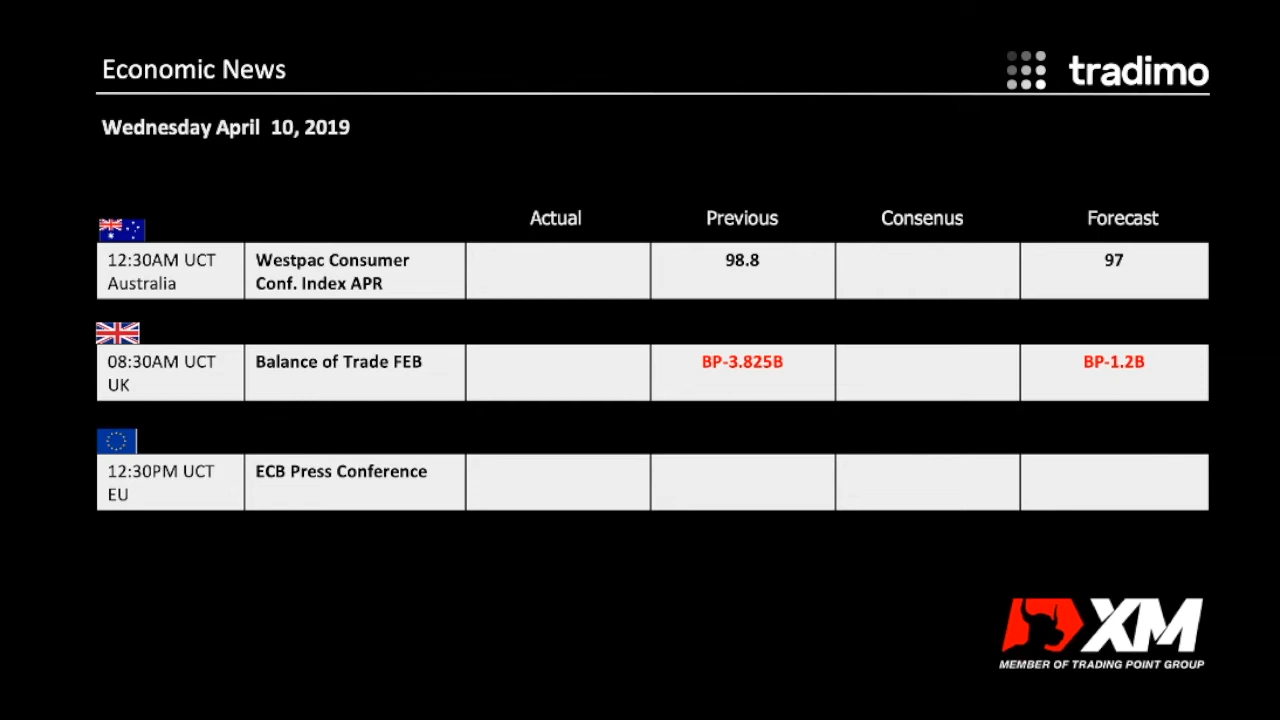 Economic News
tradimo
Wednesday April 10, 2019
Actual Previous Consenus Forecast
12:30AM UCT Westpac Consumer 98.8 97
Australia Conf. Index APR
08:30AM UCT Balance of Trade FEB BP-3.825B BP-1.2B
UK
12:30PM UCT ECB Press Conference
EU
XM
MEMBER OF TRADING POINT GROUP